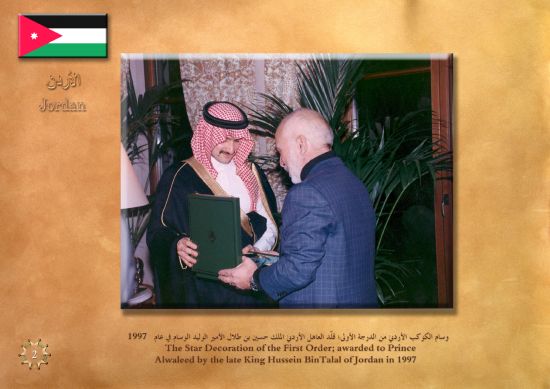 الأردن
Jordan
وسام الكوكب الأردني من الدرجة الأولى؛ قلّد العاهل الأردني الملك حسين بن طلال الأمير الوليد الوسام في عام 1997
The Star Decoration of the First Order; awarded to Prince
Alwaleed by the late King Hussein BinTalal of Jordan in 1997
2